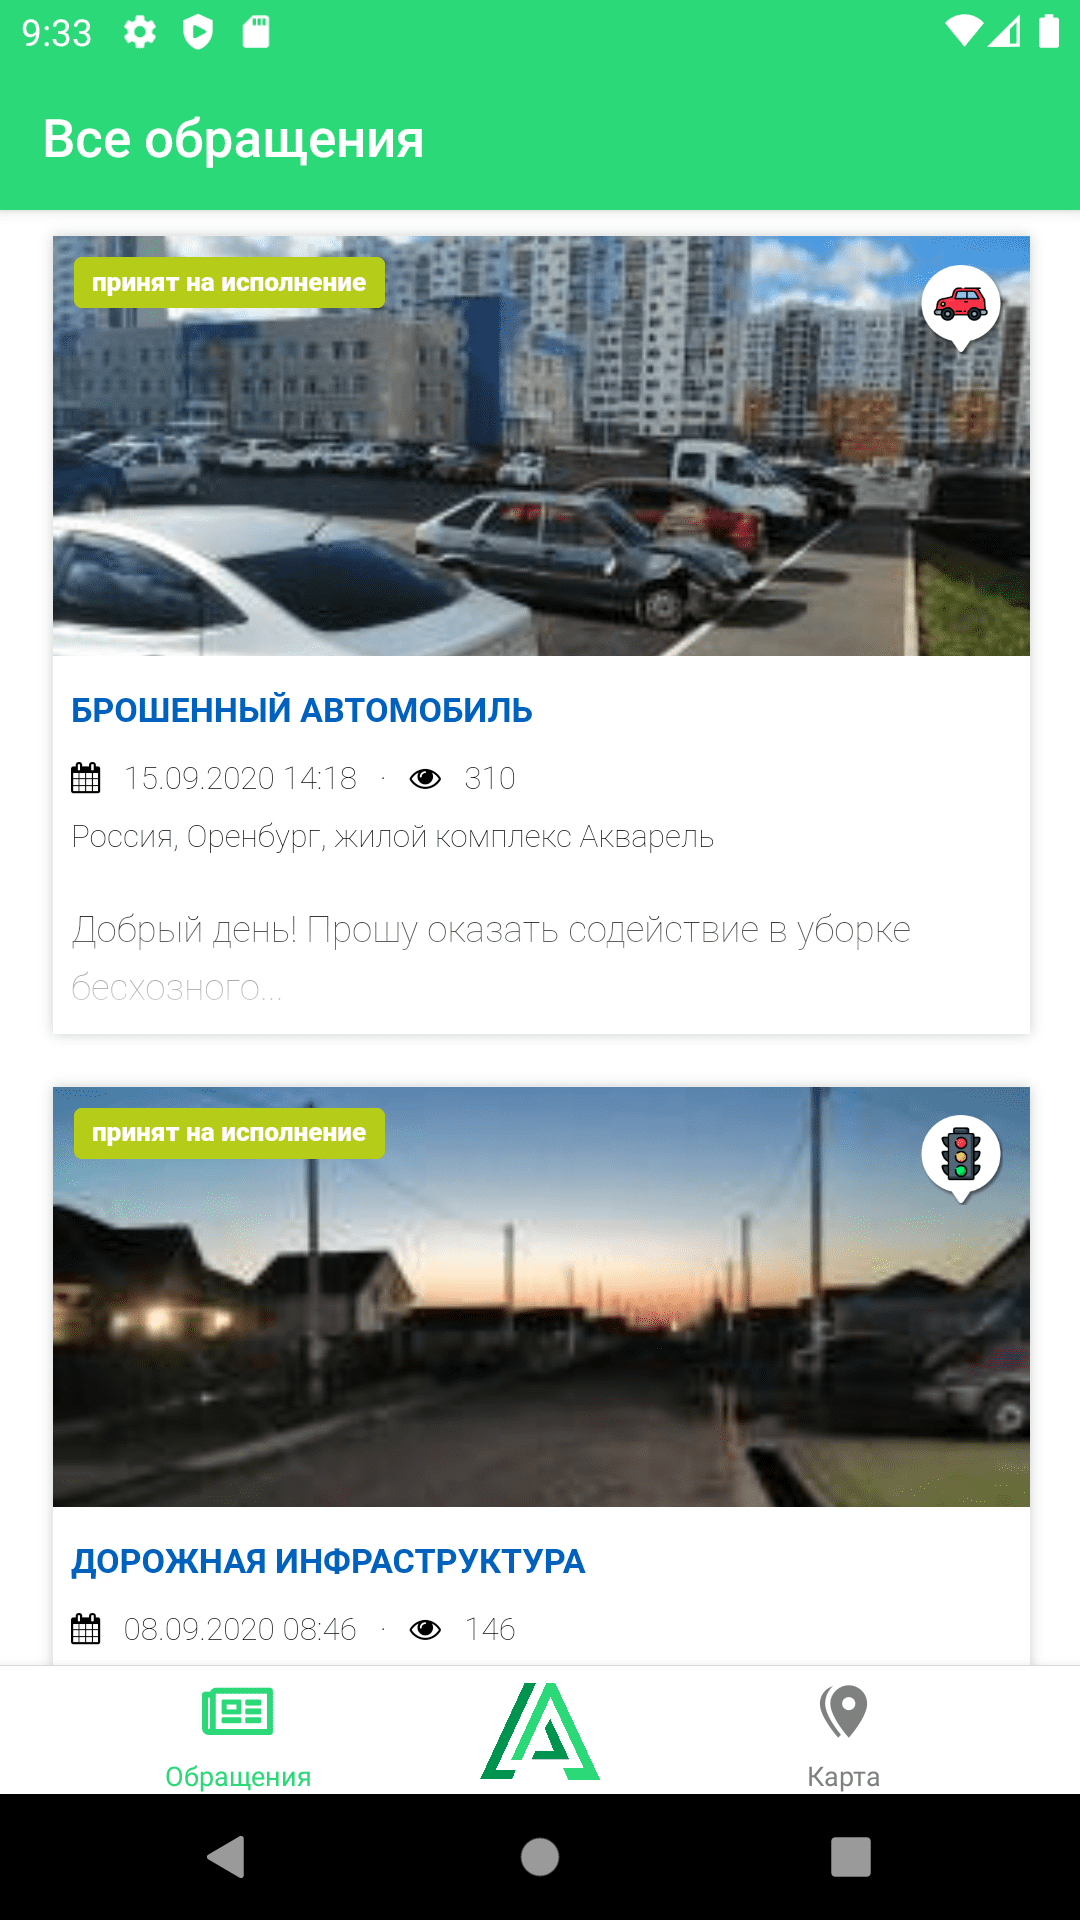 9:33
Все обращения
принят на исполнение
БРОШЕННЫЙ АВТОМОБИЛЬ
15.09.2020 14:18 · 310
Россия, Оренбург, жилой комплекс Акварель
Добрый день! Прошу оказать содействие в уборке
бесхозного...
принят на исполнение
ДОРОЖНАЯ ИНФРАСТРУКТУРА
08.09.2020 08:46 · 146
Обращения
Карта